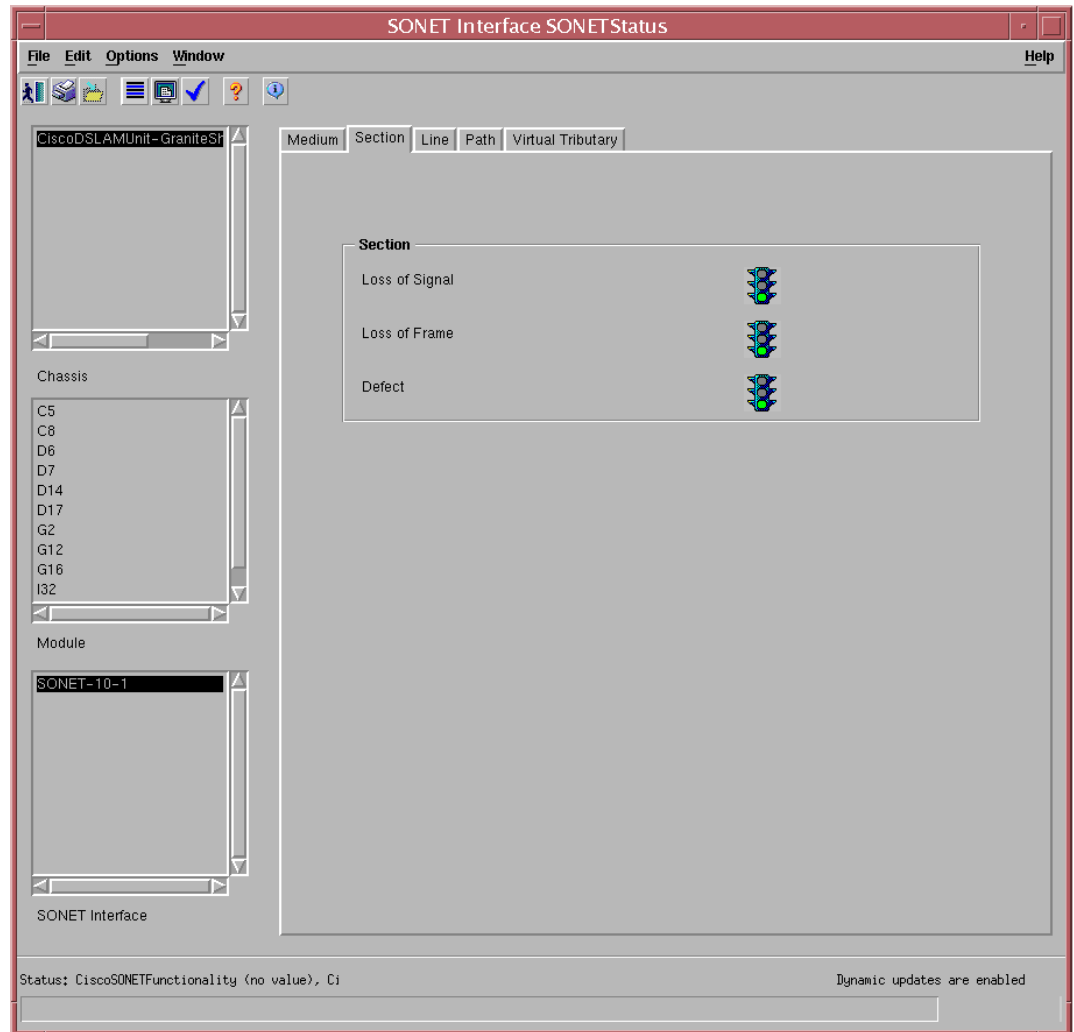 SONET Interface SONETStatus
File Edit Options Window Help
CiscoDSLAMUnit-GraniteSh
Chassis
C5
C8
D6
D7
D14
D17
G2
G12
G16
I32
Module
SONET-10-1
SONET Interface
Medium Section Line Path Virtual Tributary
Section
Loss of Signal
Loss of Frame
Defect
Status: CiscoSONETFunctionality (no value), Ci
Dynamic updates are enabled